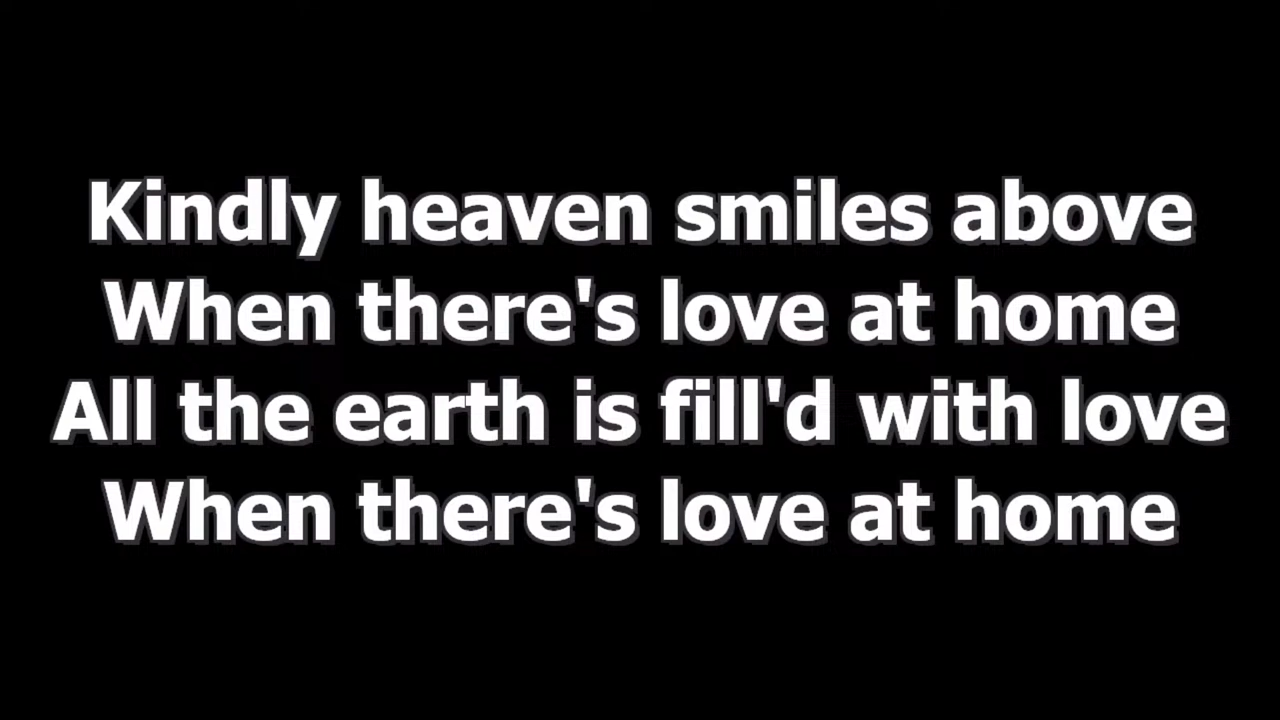 Kindly heaven smiles above
When there's love at home
All the earth is fill'd with love
When there's love at home